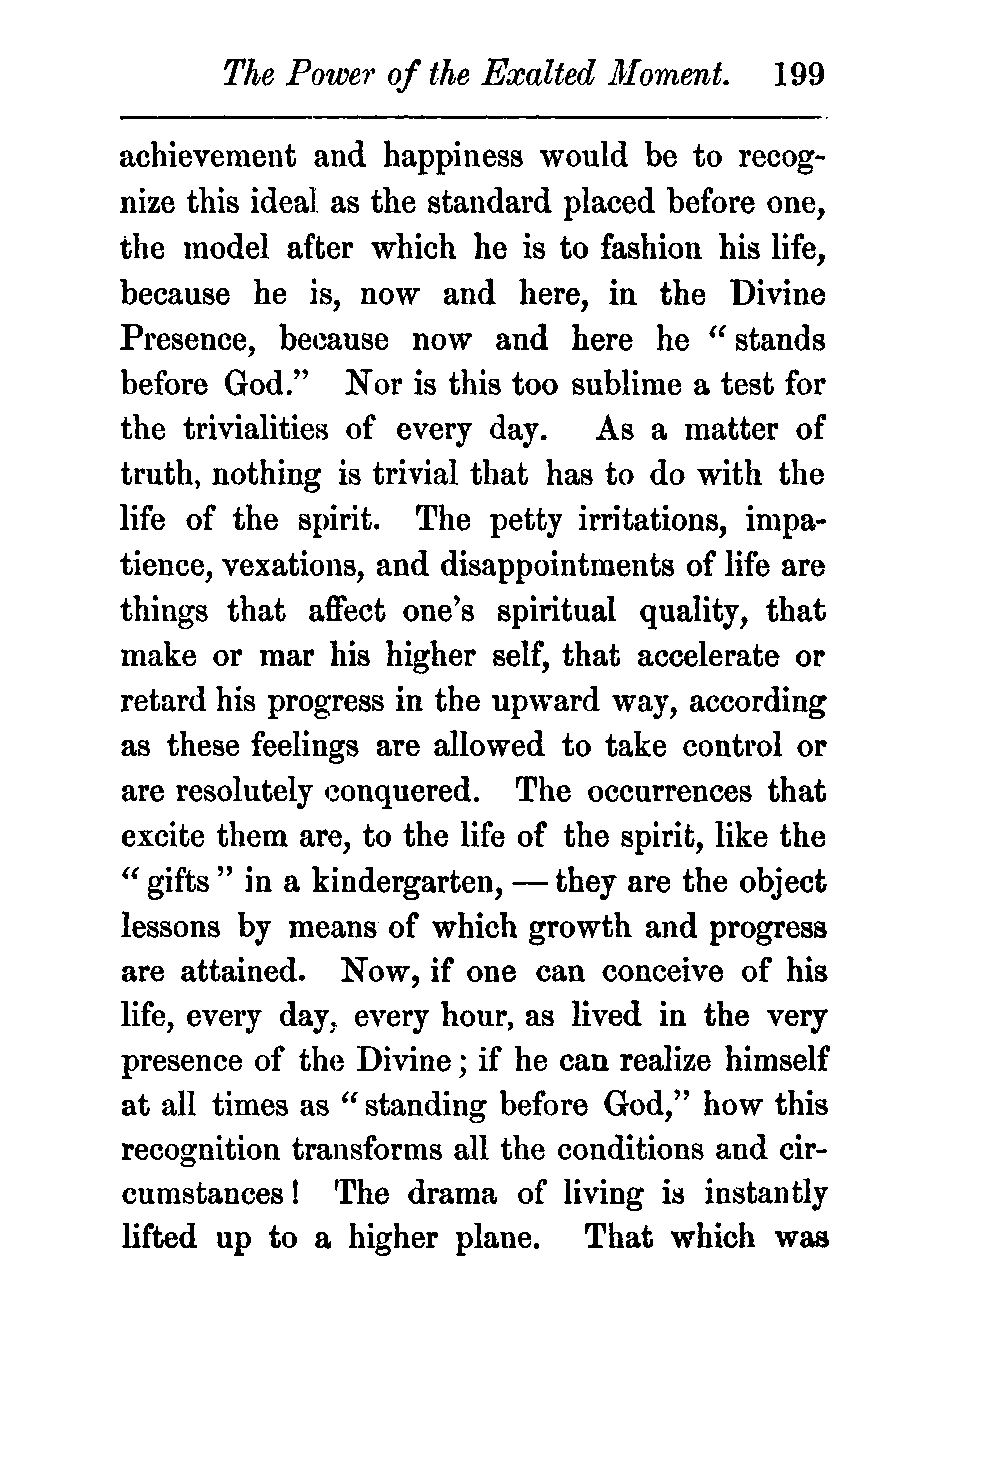 The Power of the Exalted Moment. 199
achievement and happiness would be to recog-
nize this ideal as the standard placed before one,
the model after which he is to fashion his life,
because he is, now and here, in the Divine
Presence, because now and here he “ stands
before God.” Nor is this too sublime a test for
the trivialities of every day. As a matter of
truth, nothing is trivial that has to do with the
life of the spirit. The petty irritations, impa-
tience, vexations, and disappointments of life are
things that affect one’s spiritual quality, that
make or mar his higher self, that accelerate or
retard his progress in the upward way, according
as these feelings are allowed to take control or
are resolutely conquered. The occurrences that
excite them are, to the life of the spirit, like the
“ gifts ” in a kindergarten, — they are the object
lessons by means of which growth and progress
are attained. Now, if one can conceive of his
life, every day, every hour, as lived in the very
presence of the Divine ; if he can realize himself
at all times as “ standing before God,” how this
recognition transforms all the conditions and cir-
cumstances ! The drama of living is instantly
lifted up to a higher plane. That which was